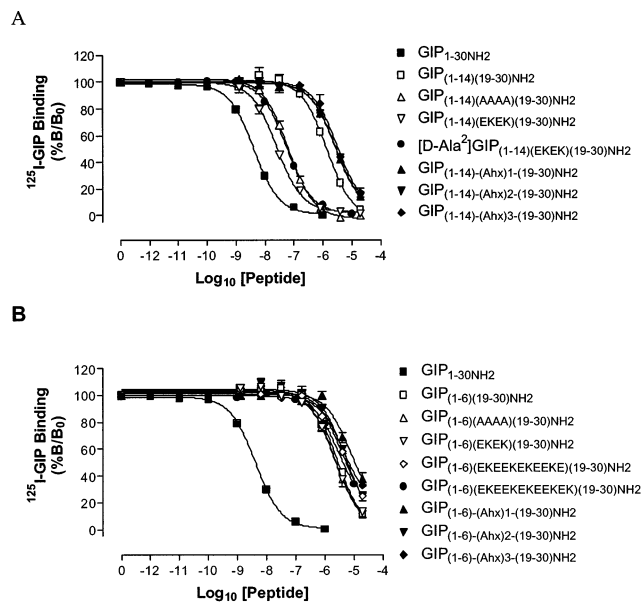 A
120
100
80
60
40
20
0
125I-GIP Binding
(%B/B0)
0 -12 -11 -10 -9 -8 -7 -6 -5 -4
Log10 [Peptide]
GIP1-30NH2
GIP(1-14)(19-30)NH2
GIP(1-14)(AAAA)(19-30)NH2
GIP(1-14)(EKEK)(19-30)NH2
[D-Ala2]GIP(1-14)(EKEK)(19-30)NH2
GIP(1-14)-(Ahx)1-(19-30)NH2
GIP(1-14)-(Ahx)2-(19-30)NH2
GIP(1-14)-(Ahx)3-(19-30)NH2
B
120
100
80
60
40
20
0
125I-GIP Binding
(%B/B0)
0 -12 -11 -10 -9 -8 -7 -6 -5 -4
Log10 [Peptide]
GIP1-30NH2
GIP(1-6)(19-30)NH2
GIP(1-6)(AAAA)(19-30)NH2
GIP(1-6)(EKEK)(19-30)NH2
GIP(1-6)(EKEEKEKEEKE)(19-30)NH2
GIP(1-6)(EKEEKEKEEKEK)(19-30)NH2
GIP(1-6)-(Ahx)1-(19-30)NH2
GIP(1-6)-(Ahx)2-(19-30)NH2
GIP(1-6)-(Ahx)3-(19-30)NH2